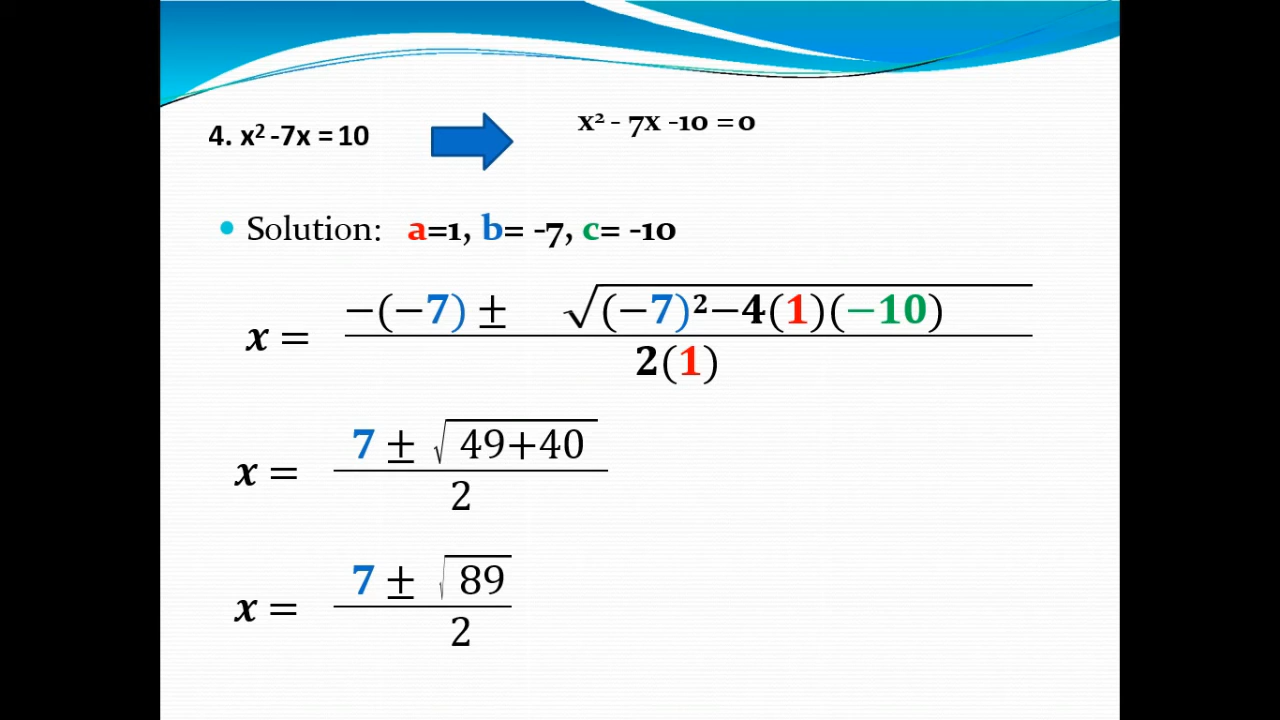 4. x² -7x = 10
x² - 7x -10 = 0
• Solution: a=1, b= -7, c= -10
x = −(−7) ± √(−7)²−4(1)(−10)
2(1)
x = 7 ± √49+40
2
x = 7 ± √89
2